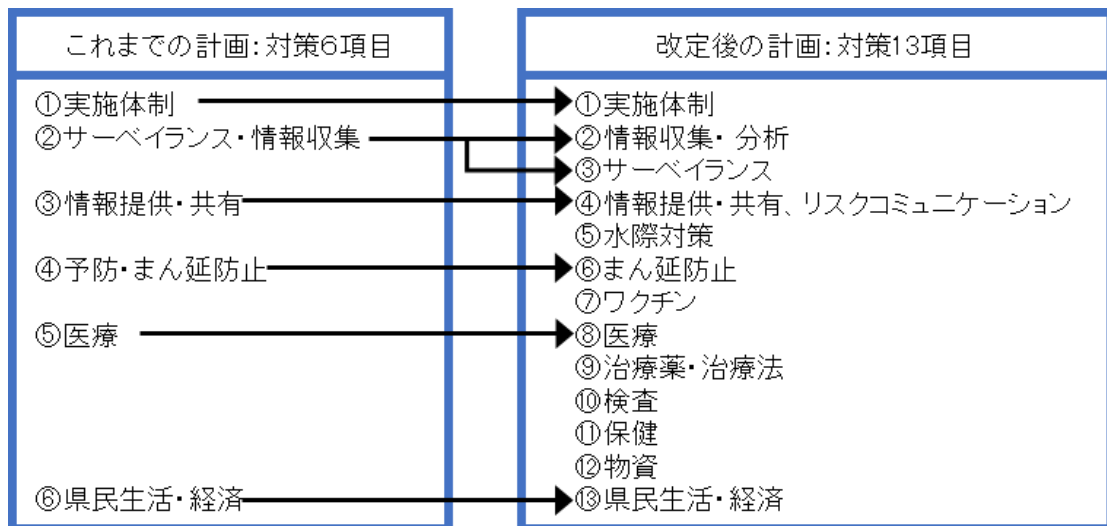 これまでの計画:対策6項目
①実施体制
②サーベイランス・情報収集
③情報提供・共有
④予防・まん延防止
⑤医療
⑥県民生活・経済
改定後の計画:対策13項目
①実施体制
②情報収集・分析
③サーベイランス
④情報提供・共有、リスクコミュニケーション
⑤水際対策
⑥まん延防止
⑦ワクチン
⑧医療
⑨治療薬・治療法
⑩検査
⑪保健
⑫物資
⑬県民生活・経済